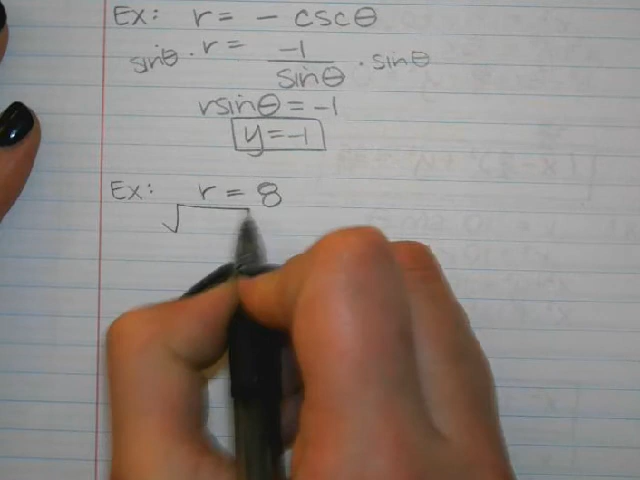 Ex: r = - cscθ
sinθ · r = -1/sinθ · sinθ
rsinθ = -1
y = -1
Ex: r = 8
√